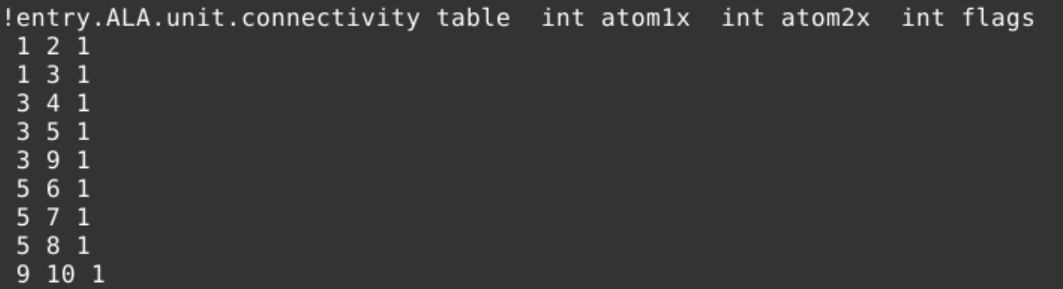 !entry.ALA.unit.connectivity table  int atom1x  int atom2x  int flags
 1 2 1
 1 3 1
 3 4 1
 3 5 1
 3 9 1
 5 6 1
 5 7 1
 5 8 1
 9 10 1